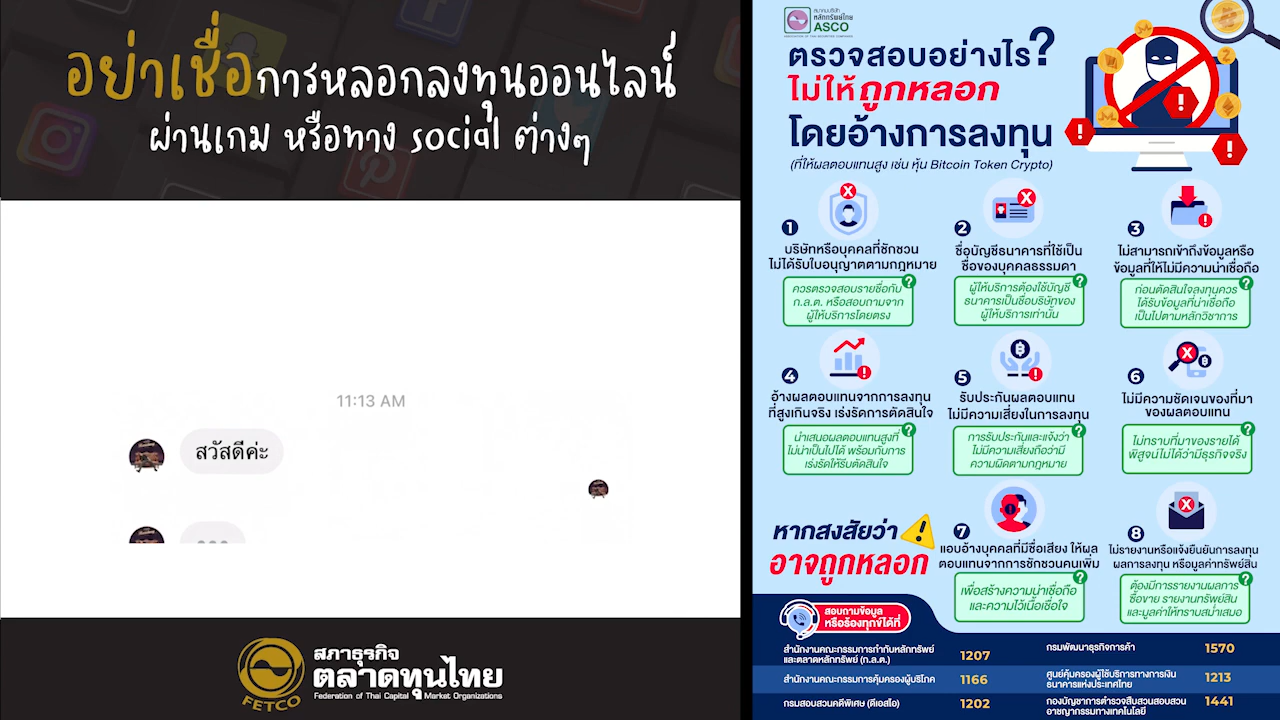 อย่าเชื่อการหลอกลงทุนออนไลน์
ผ่านเกม หรือทาง social ต่างๆ
11:13 AM
สวัสดีค่ะ
FETCO
สภาธุรกิจ
ตลาดทุนไทย
Federation of Thai Capital Market Organizations
สมาคมบริษัท
หลักทรัพย์ไทย
ASCO
ASSOCIATION OF THAI SECURITIES COMPANIES
ตรวจสอบอย่างไร?
ไม่ให้ถูกหลอก
โดยอ้างการลงทุน
(ที่ให้ผลตอบแทนสูง เช่น หุ้น Bitcoin Token Crypto)
1
บริษัทหรือบุคคลที่ชักชวน
ไม่ได้รับใบอนุญาตตามกฎหมาย
ควรตรวจสอบรายชื่อกับ
ก.ล.ต. หรือสอบถามจาก
ผู้ให้บริการโดยตรง
2
ชื่อบัญชีธนาคารที่ใช้เป็น
ชื่อของบุคคลธรรมดา
ผู้ให้บริการต้องใช้บัญชี
ธนาคารเป็นชื่อบริษัทของ
ผู้ให้บริการเท่านั้น
3
ไม่สามารถเข้าถึงข้อมูลหรือ
ข้อมูลที่ให้ไม่มีความน่าเชื่อถือ
ก่อนตัดสินใจลงทุนควร
ได้รับข้อมูลที่น่าเชื่อถือ
เป็นไปตามหลักวิชาการ
4
อ้างผลตอบแทนจากการลงทุน
ที่สูงเกินจริง เร่งรัดการตัดสินใจ
นำเสนอผลตอบแทนสูงที่
ไม่น่าเป็นไปได้ พร้อมกับการ
เร่งรัดให้รีบตัดสินใจ
5
รับประกันผลตอบแทน
ไม่มีความเสี่ยงในการลงทุน
การรับประกันและแจ้งว่า
ไม่มีความเสี่ยงถือว่ามี
ความผิดตามกฎหมาย
6
ไม่มีความชัดเจนของที่มา
ของผลตอบแทน
ไม่ทราบที่มาของรายได้
พิสูจน์ไม่ได้ว่ามีธุรกิจจริง
หากสงสัยว่า
อาจถูกหลอก
7
แอบอ้างบุคคลที่มีชื่อเสียง ให้ผล
ตอบแทนจากการชักชวนคนเพิ่ม
เพื่อสร้างความน่าเชื่อถือ
และความไว้เนื้อเชื่อใจ
8
ไม่รายงานหรือแจ้งยืนยันการลงทุน
ผลการลงทุน หรือมูลค่าทรัพย์สิน
ต้องมีการรายงานผลการ
ซื้อขาย รายงานทรัพย์สิน
และมูลค่าให้ทราบสม่ำเสมอ
สอบถามข้อมูล
หรือร้องทุกข์ได้ที่
สำนักงานคณะกรรมการกำกับหลักทรัพย์
และตลาดหลักทรัพย์ (ก.ล.ต.) 1207
สำนักงานคณะกรรมการคุ้มครองผู้บริโภค 1166
กรมสอบสวนคดีพิเศษ (ดีเอสไอ) 1202
กรมพัฒนาธุรกิจการค้า 1570
ศูนย์คุ้มครองผู้ใช้บริการทางการเงิน
ธนาคารแห่งประเทศไทย 1213
กองบัญชาการตำรวจสืบสวนสอบสวน
อาชญากรรมทางเทคโนโลยี 1441